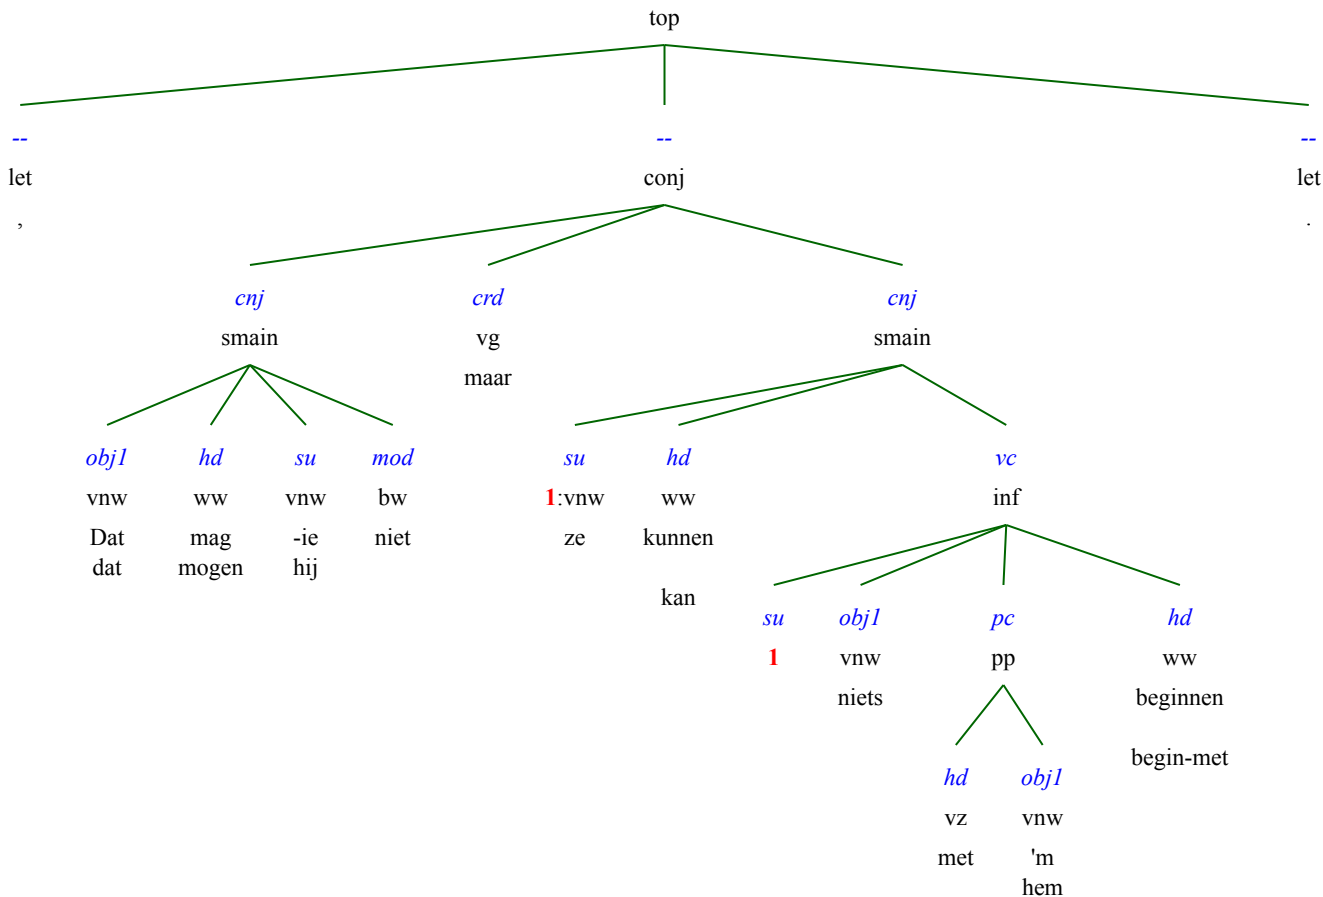 top
-- -- --
let conj let
, .
cnj crd cnj
smain vg smain
maar
obj1 hd su mod su hd vc
vnw ww vnw bw 1:vnw ww inf
Dat mag -ie niet ze kunnen
dat mogen hij
kan
su obj1 pc hd
1 vnw pp ww
niets beginnen
begin-met
hd obj1
vz vnw
met 'm
hem